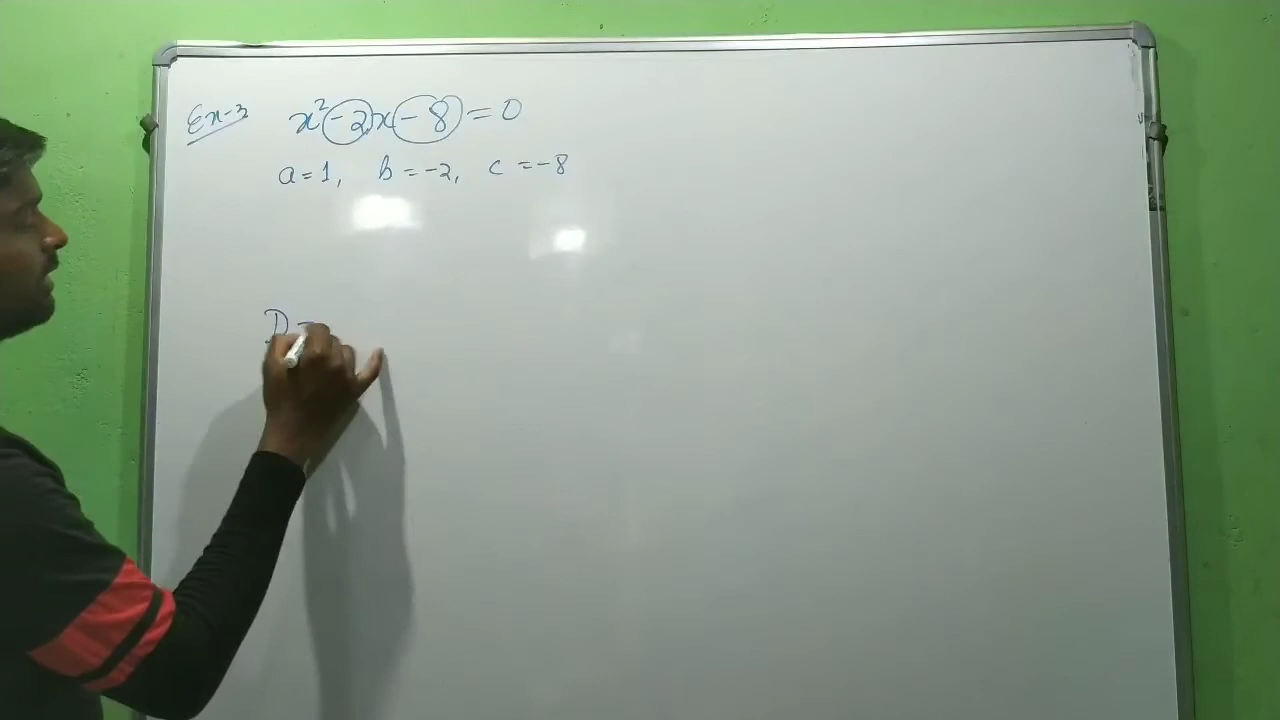 Ex-3 x²-2x-8=0
a=1, b=-2, c=-8
D=